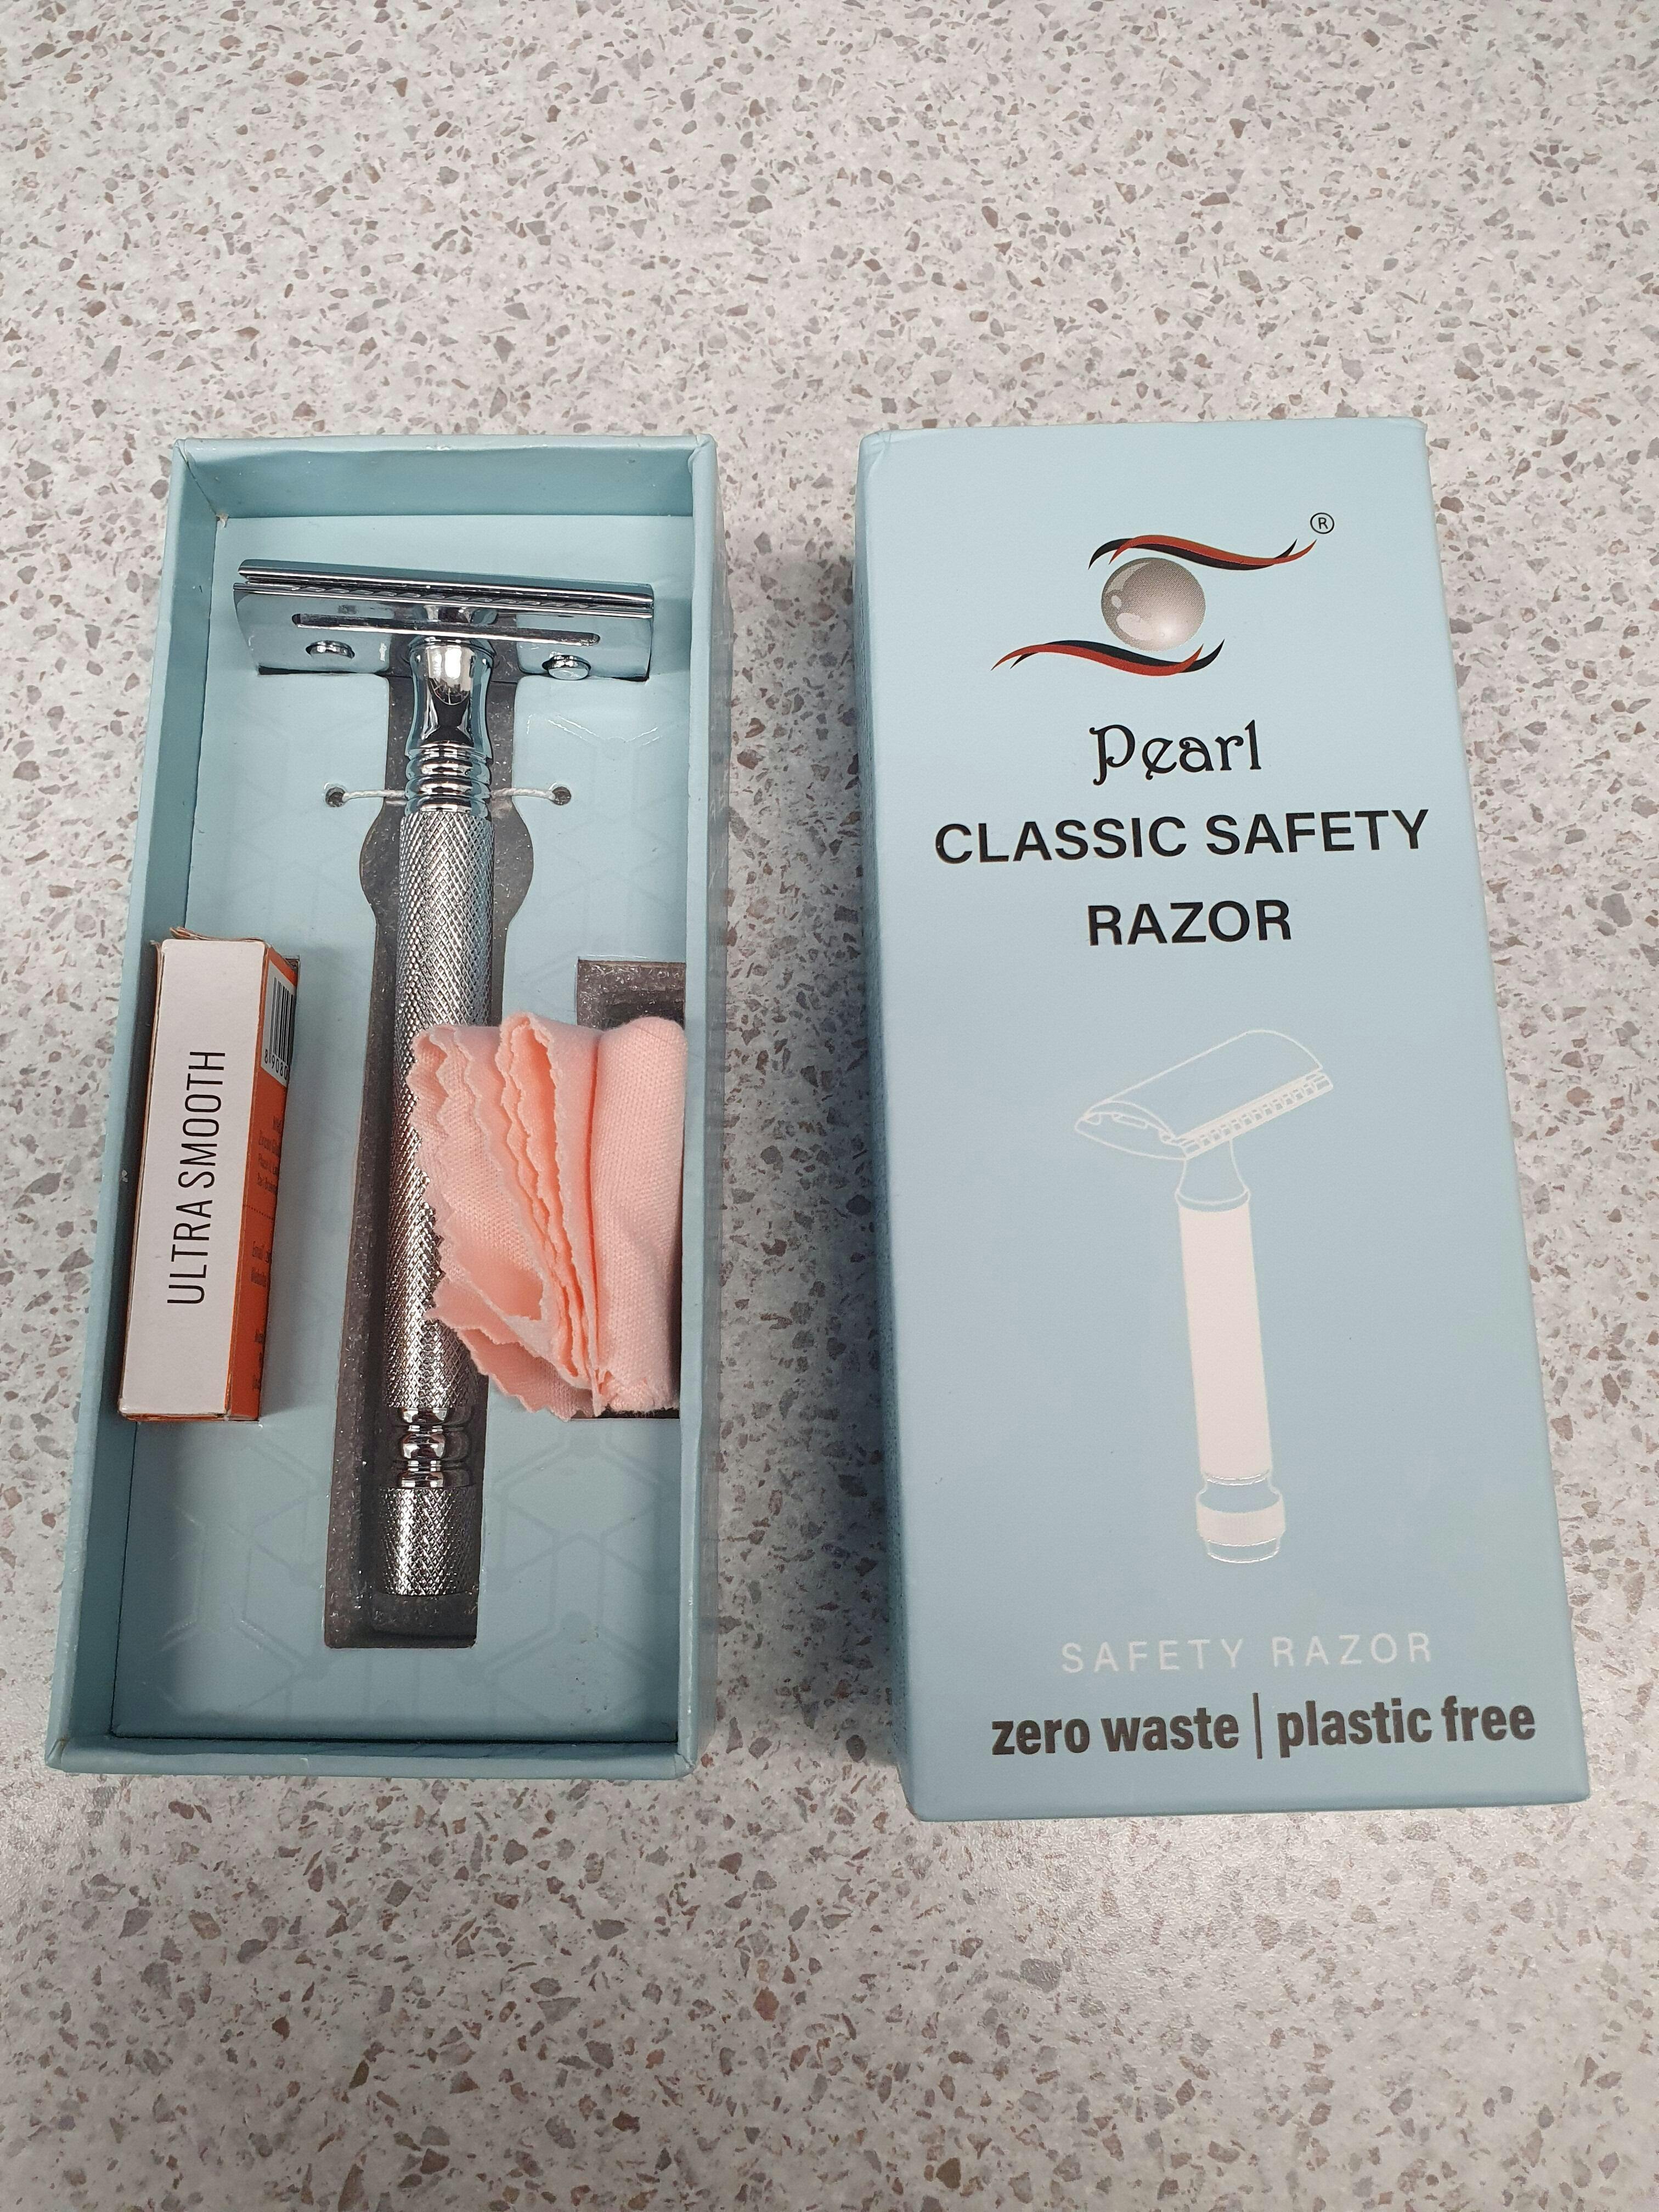 ULTRA SMOOTH
®
Pearl
CLASSIC SAFETY
RAZOR
SAFETY RAZOR
zero waste | plastic free